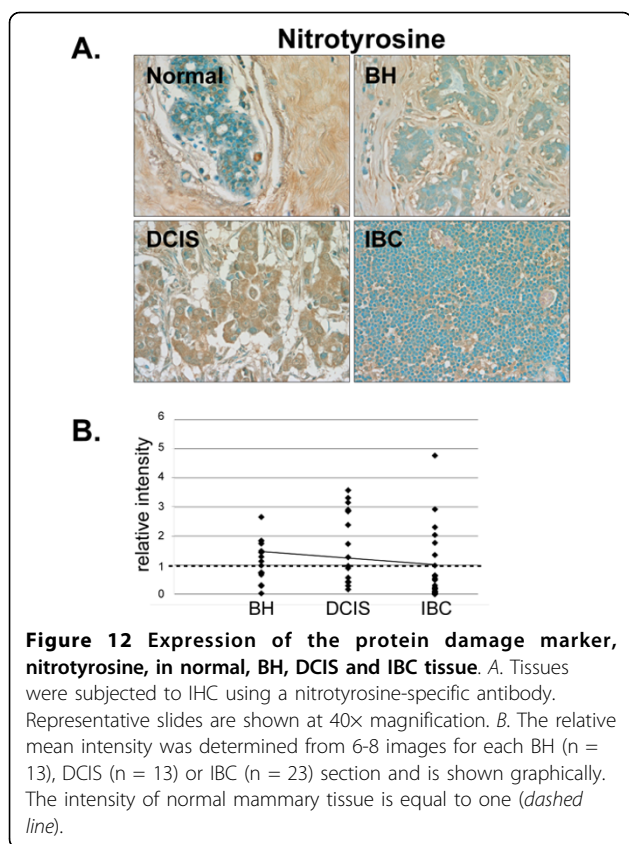 A.
Nitrotyrosine
Normal
BH
DCIS
IBC
B.
relative intensity
6
5
4
3
2
1
0
BH DCIS IBC
Figure 12 Expression of the protein damage marker,
nitrotyrosine, in normal, BH, DCIS and IBC tissue. A. Tissues
were subjected to IHC using a nitrotyrosine-specific antibody.
Representative slides are shown at 40× magnification. B. The relative
mean intensity was determined from 6-8 images for each BH (n =
13), DCIS (n = 13) or IBC (n = 23) section and is shown graphically.
The intensity of normal mammary tissue is equal to one (dashed
line).